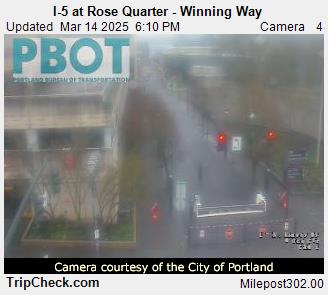 I-5 at Rose Quarter - Winning Way
Updated Mar 14 2025 6:10 PM Camera 4
PBOT
PORTLAND BUREAU OF TRANSPORTATION
Camera courtesy of the City of Portland
TripCheck.com Milepost302.00